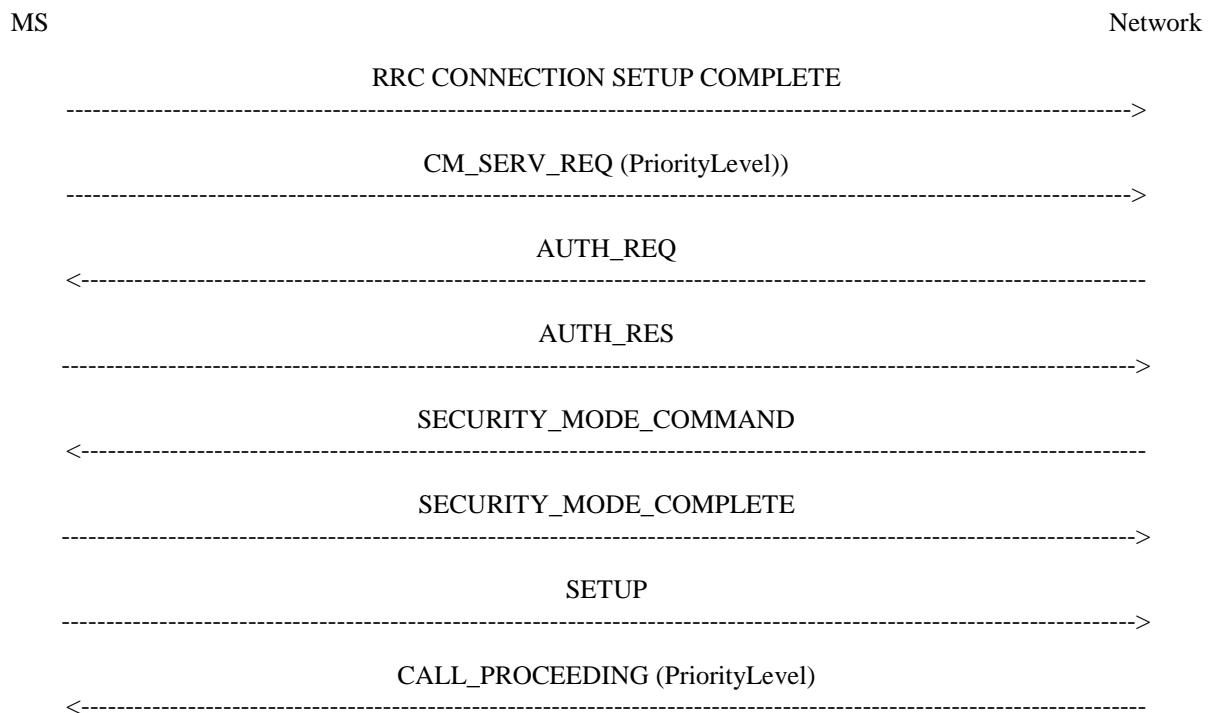 MS Network
RRC CONNECTION SETUP COMPLETE
------------------------------------------------------------------------------------------------------------------------>
CM_SERV_REQ (PriorityLevel))
------------------------------------------------------------------------------------------------------------------------>
AUTH_REQ
<------------------------------------------------------------------------------------------------------------------------
AUTH_RES
------------------------------------------------------------------------------------------------------------------------->
SECURITY_MODE_COMMAND
<------------------------------------------------------------------------------------------------------------------------
SECURITY_MODE_COMPLETE
------------------------------------------------------------------------------------------------------------------------->
SETUP
------------------------------------------------------------------------------------------------------------------------->
CALL_PROCEEDING (PriorityLevel)
<------------------------------------------------------------------------------------------------------------------------